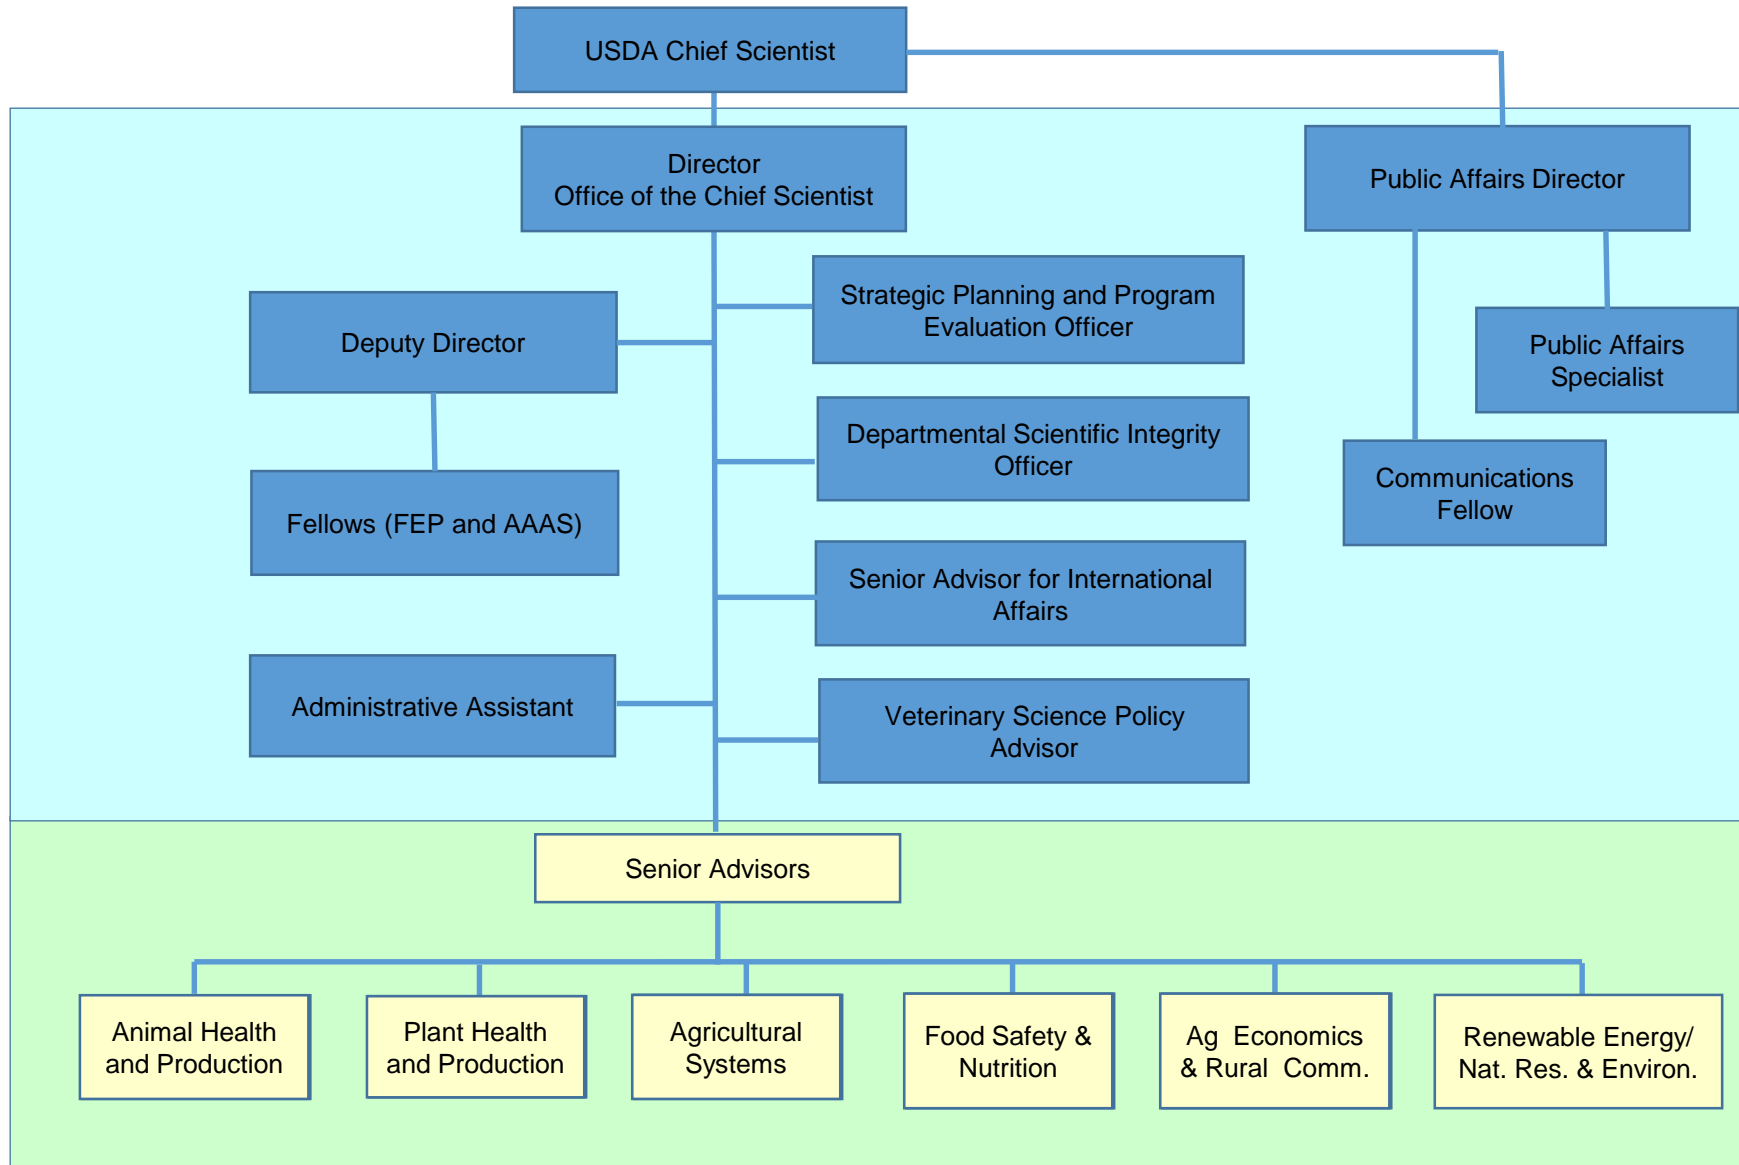 USDA Chief Scientist
Director
Office of the Chief Scientist
Public Affairs Director
Strategic Planning and Program
Evaluation Officer
Deputy Director
Public Affairs
Specialist
Departmental Scientific Integrity
Officer
Communications
Fellow
Fellows (FEP and AAAS)
Senior Advisor for International
Affairs
Administrative Assistant
Veterinary Science Policy
Advisor
Senior Advisors
Animal Health
and Production
Plant Health
and Production
Agricultural
Systems
Food Safety &
Nutrition
Ag Economics
& Rural Comm.
Renewable Energy/
Nat. Res. & Environ.